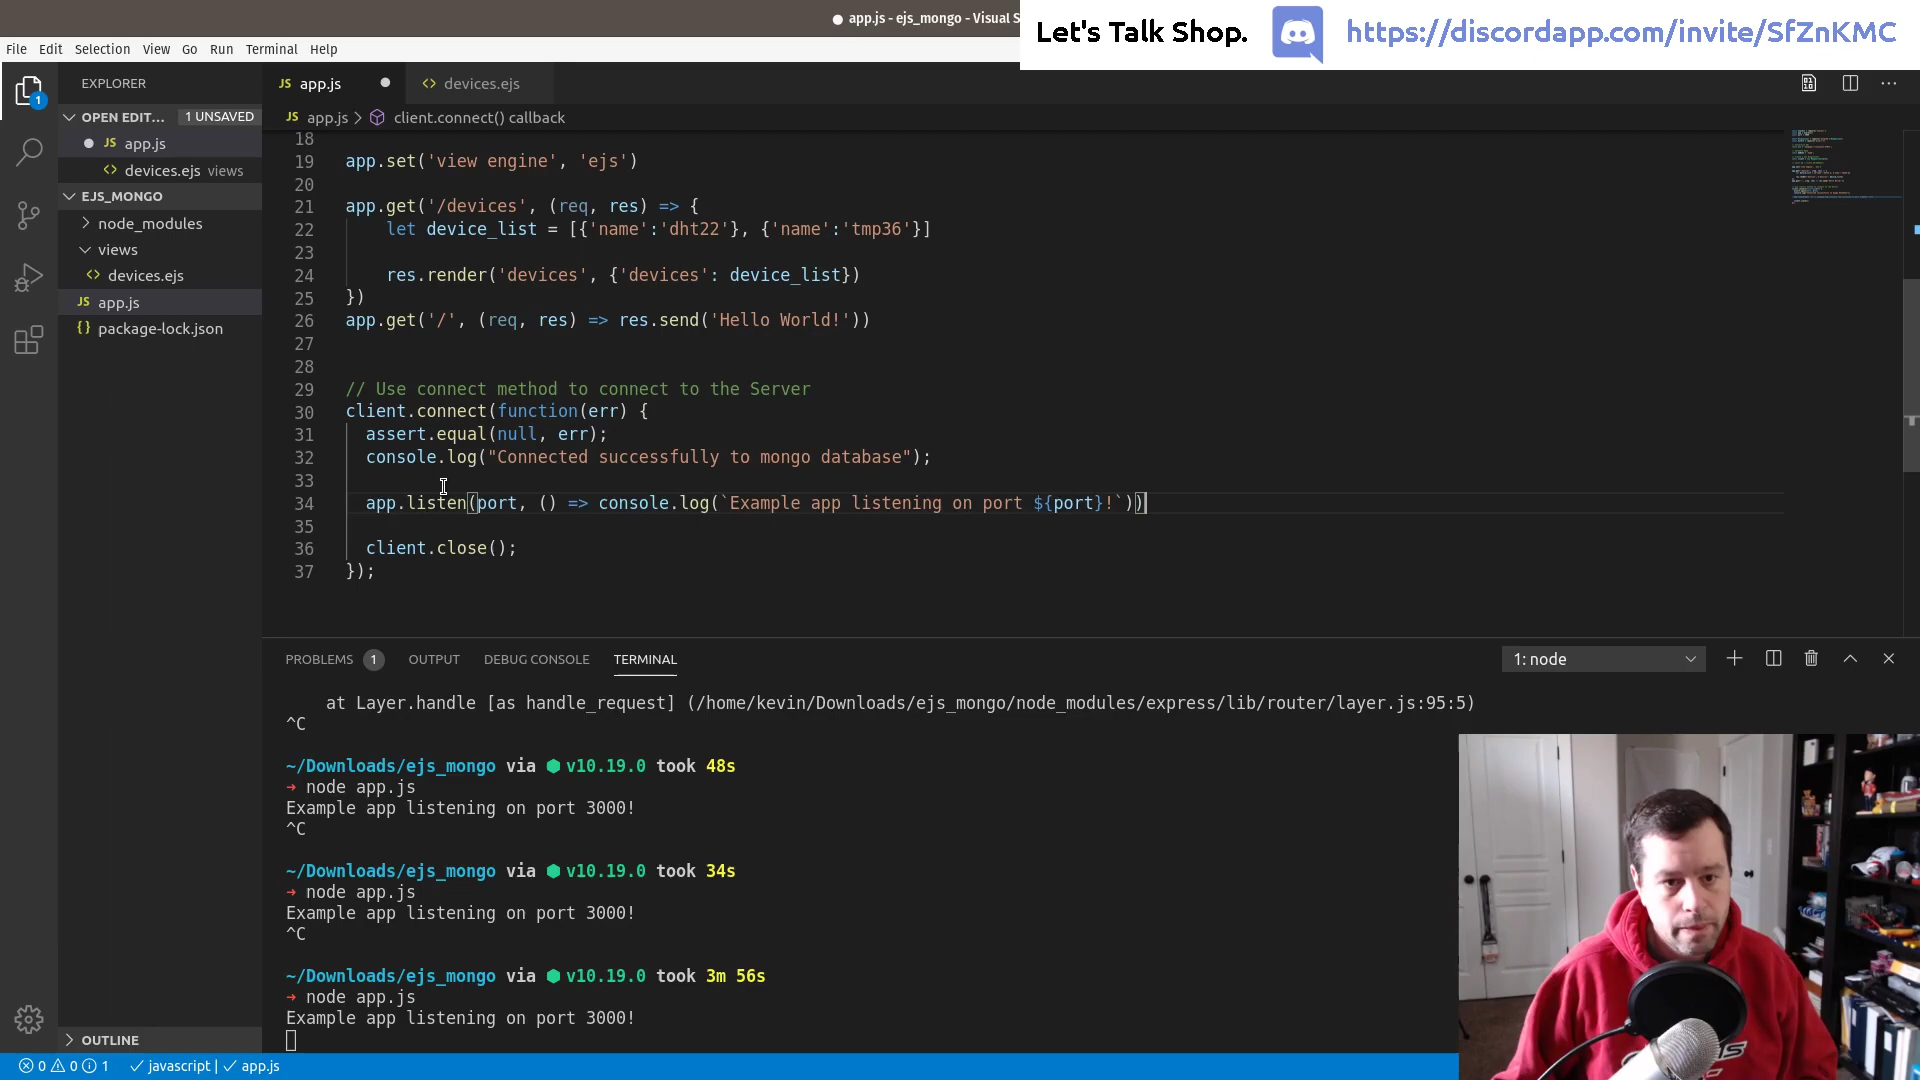 app.js - ejs_mongo - Visual S
Let's Talk Shop.
https://discordapp.com/invite/SfZnKMC
File Edit Selection View Go Run Terminal Help
EXPLORER
OPEN EDIT... 1 UNSAVED
JS app.js
<> devices.ejs views
EJS_MONGO
node_modules
views
<> devices.ejs
JS app.js
{} package-lock.json
OUTLINE
1
JS app.js
<> devices.ejs
JS app.js > client.connect() callback
18
19 app.set('view engine', 'ejs')
20
21 app.get('/devices', (req, res) => {
22 let device_list = [{'name':'dht22'}, {'name':'tmp36'}]
23
24 res.render('devices', {'devices': device_list})
25 })
26 app.get('/', (req, res) => res.send('Hello World!'))
27
28
29 // Use connect method to connect to the Server
30 client.connect(function(err) {
31 assert.equal(null, err);
32 console.log("Connected successfully to mongo database");
33
34 app.listen(port, () => console.log(`Example app listening on port ${port}!`))
35
36 client.close();
37 });
PROBLEMS 1 OUTPUT DEBUG CONSOLE TERMINAL
1: node
at Layer.handle [as handle_request] (/home/kevin/Downloads/ejs_mongo/node_modules/express/lib/router/layer.js:95:5)
^C
~/Downloads/ejs_mongo via ⬢ v10.19.0 took 48s
➜ node app.js
Example app listening on port 3000!
^C
~/Downloads/ejs_mongo via ⬢ v10.19.0 took 34s
➜ node app.js
Example app listening on port 3000!
^C
~/Downloads/ejs_mongo via ⬢ v10.19.0 took 3m 56s
➜ node app.js
Example app listening on port 3000!
0 0 1 ✓ javascript | ✓ app.js